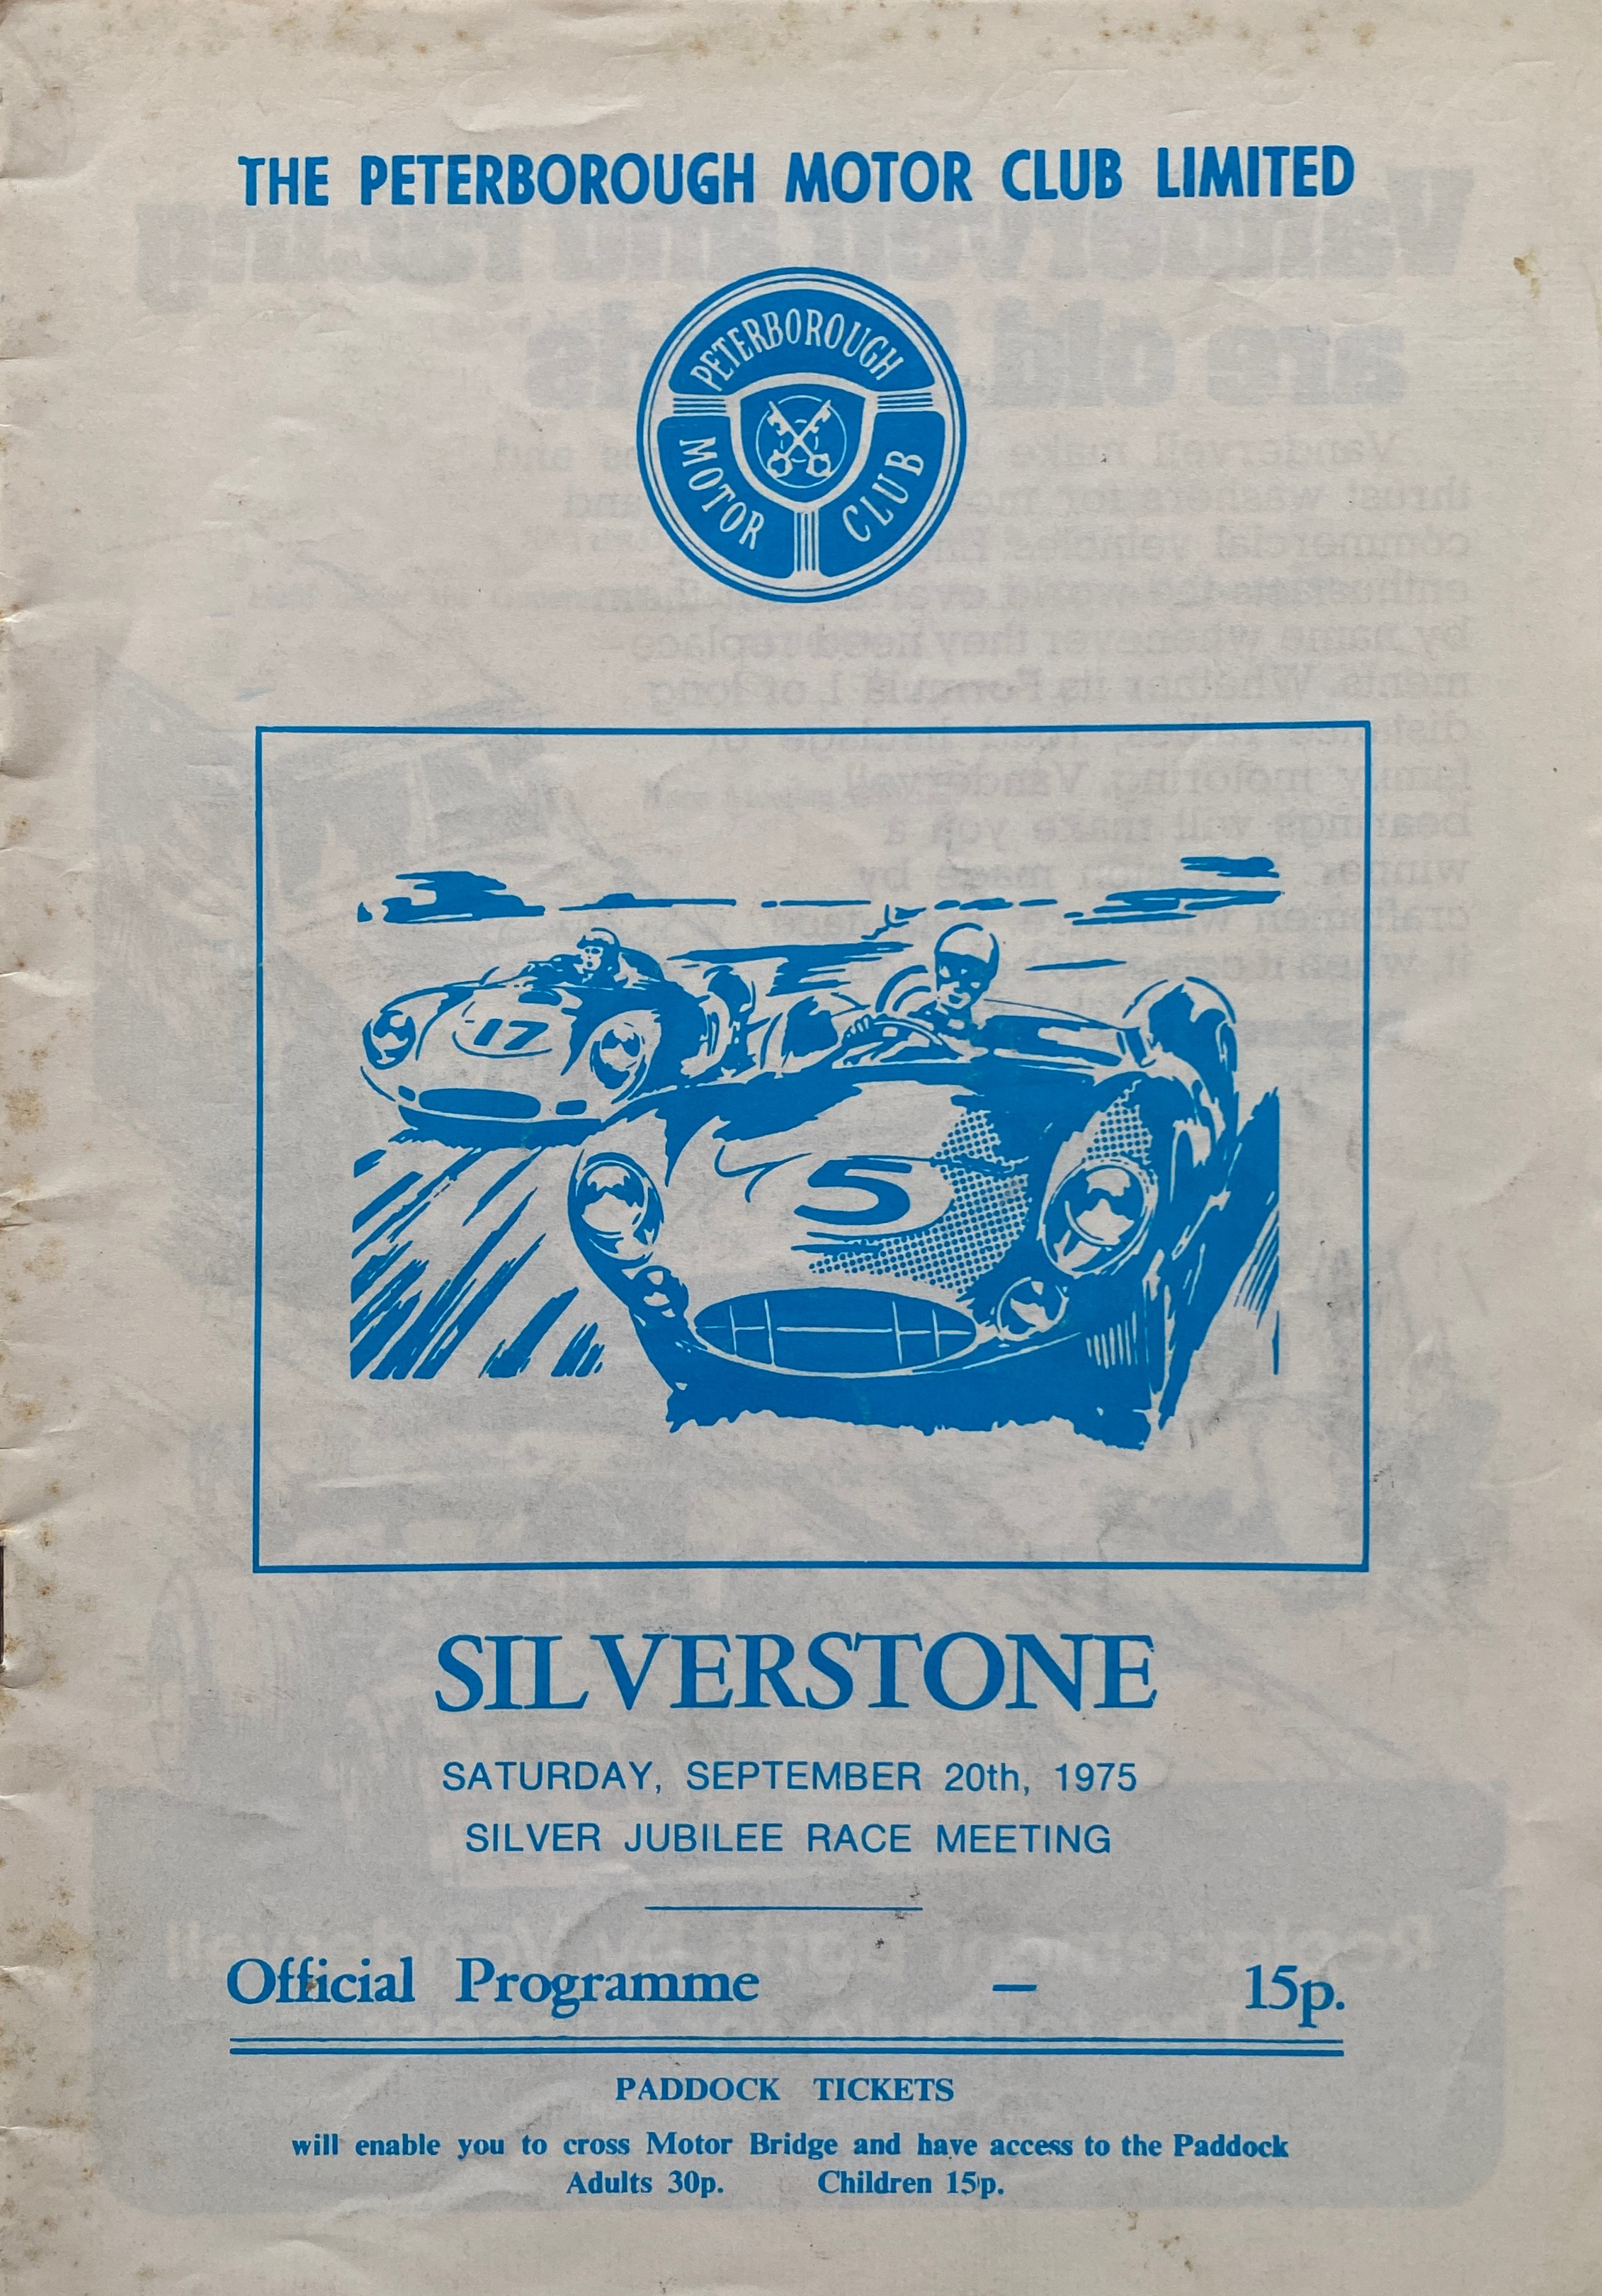 THE PETERBOROUGH MOTOR CLUB LIMITED
PETERBOROUGH
MOTOR CLUB
17
5
SILVERSTONE
SATURDAY, SEPTEMBER 20th, 1975
SILVER JUBILEE RACE MEETING
Official Programme — 15p.
PADDOCK TICKETS
will enable you to cross Motor Bridge and have access to the Paddock
Adults 30p. Children 15p.